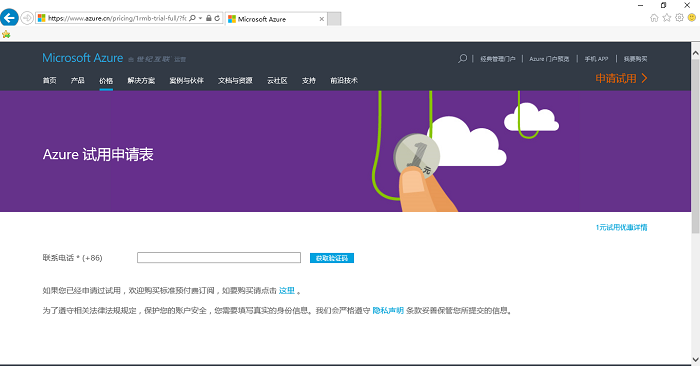 https://www.azure.cn/pricing/1rmb-trial-full/?fc
Microsoft Azure
Microsoft Azure 由 世纪互联 运营
经典管理门户 | Azure 门户预览 | 手机 APP | 我要购买
首页 产品 价格 解决方案 案例与伙伴 文档与资源 云社区 支持 前沿技术
申请试用
Azure 试用申请表
1元
1元试用优惠详情
联系电话 * (+86)
获取验证码
如果您已经申请过试用，欢迎购买标准预付费订阅，如要购买请点击 这里 。
为了遵守相关法律法规规定，保护您的账户安全，您需要填写真实的身份信息。我们会严格遵守 隐私声明 条款妥善保管您所提交的信息。